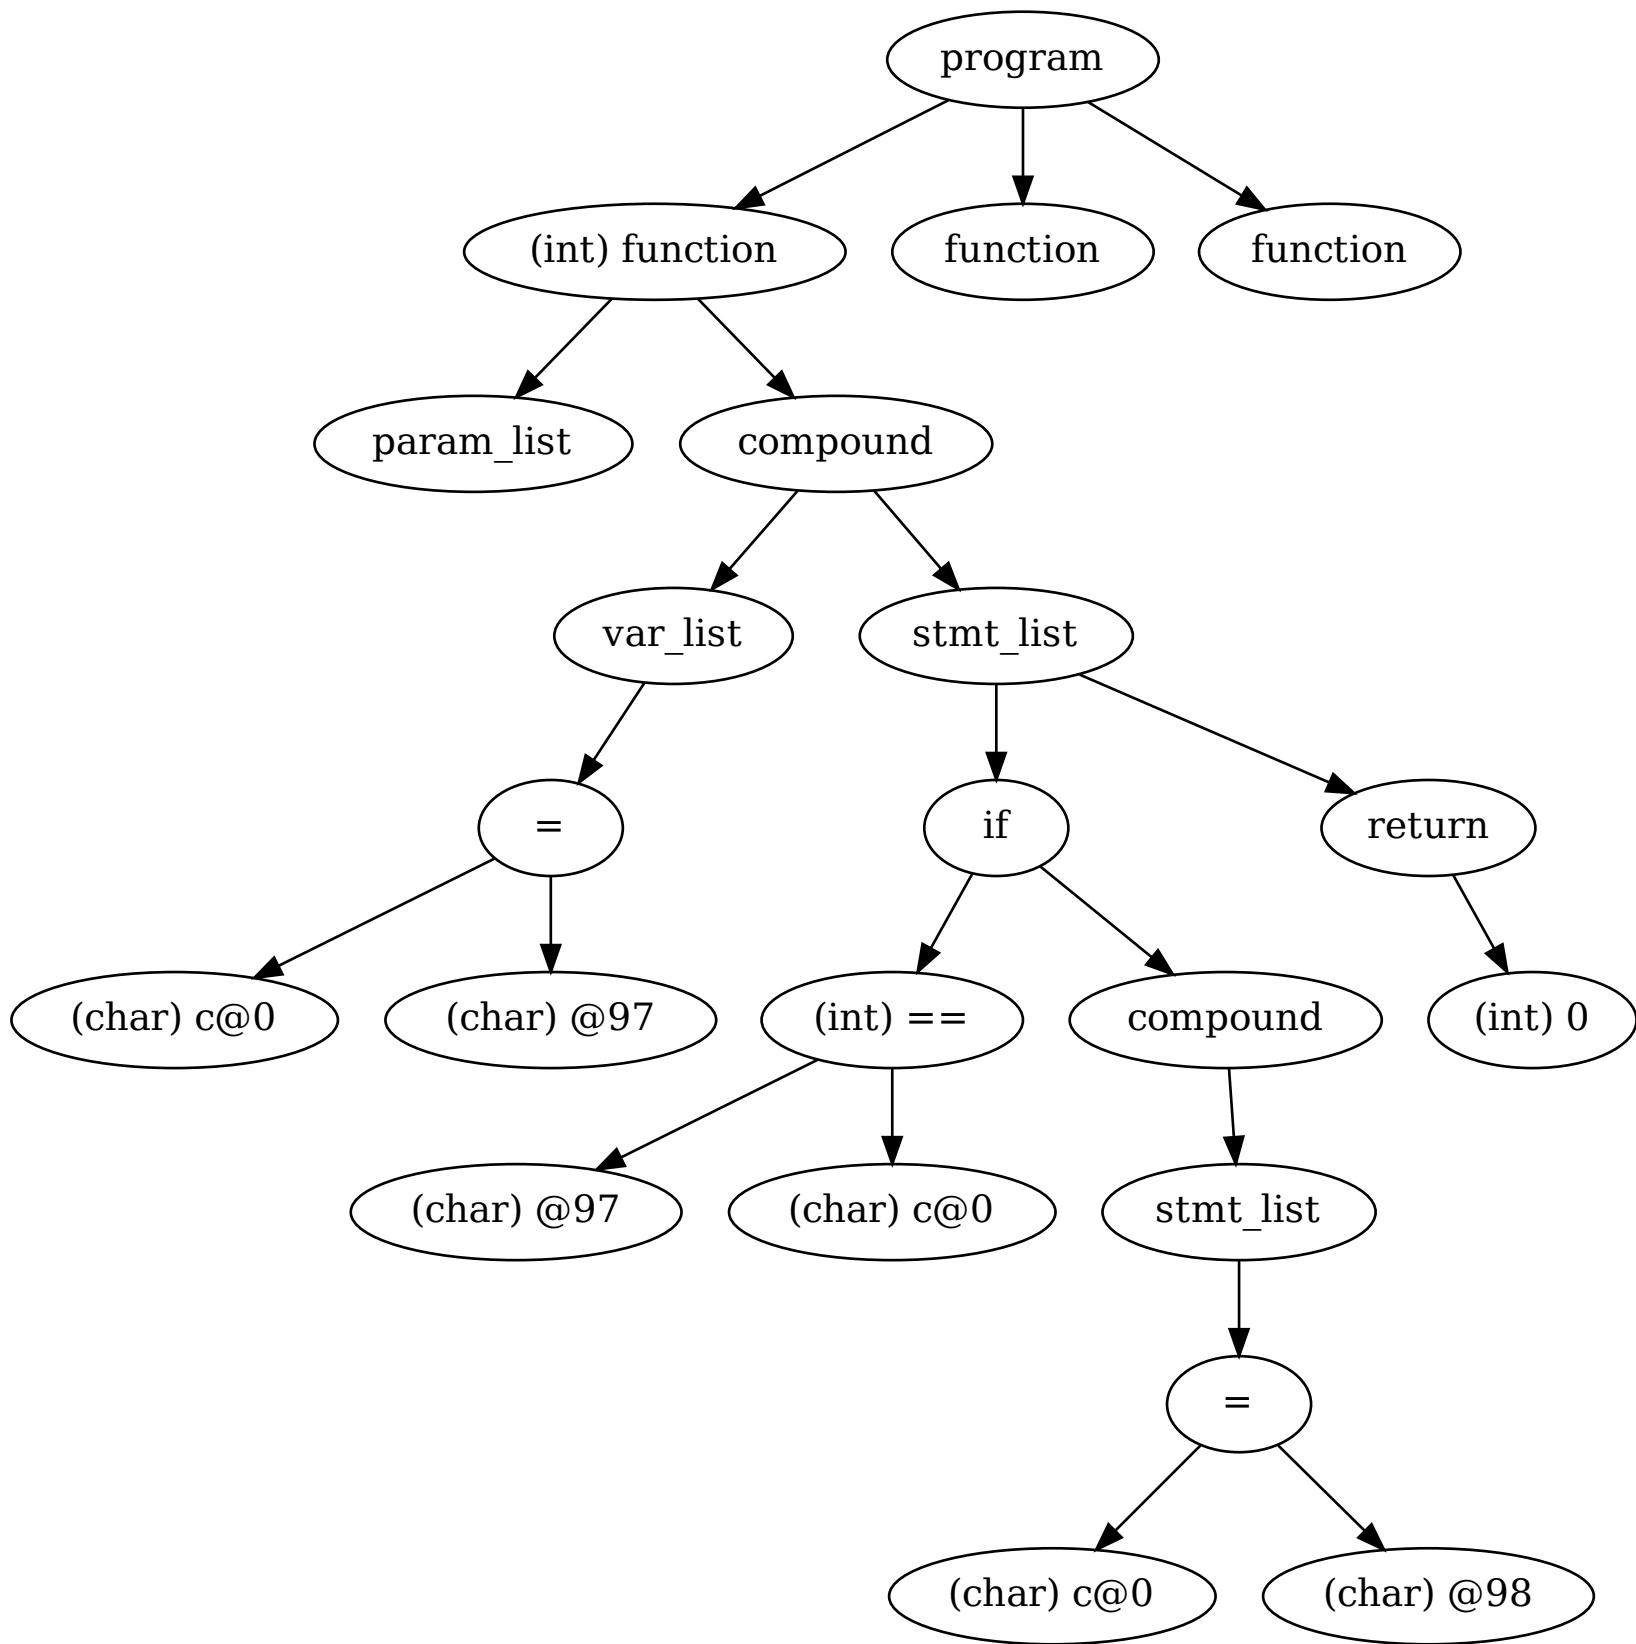 program
(int) function
function
function
param_list
compound
var_list
stmt_list
=
if
return
(char) c@0
(char) @97
(int) ==
compound
(int) 0
(char) @97
(char) c@0
stmt_list
=
(char) c@0
(char) @98